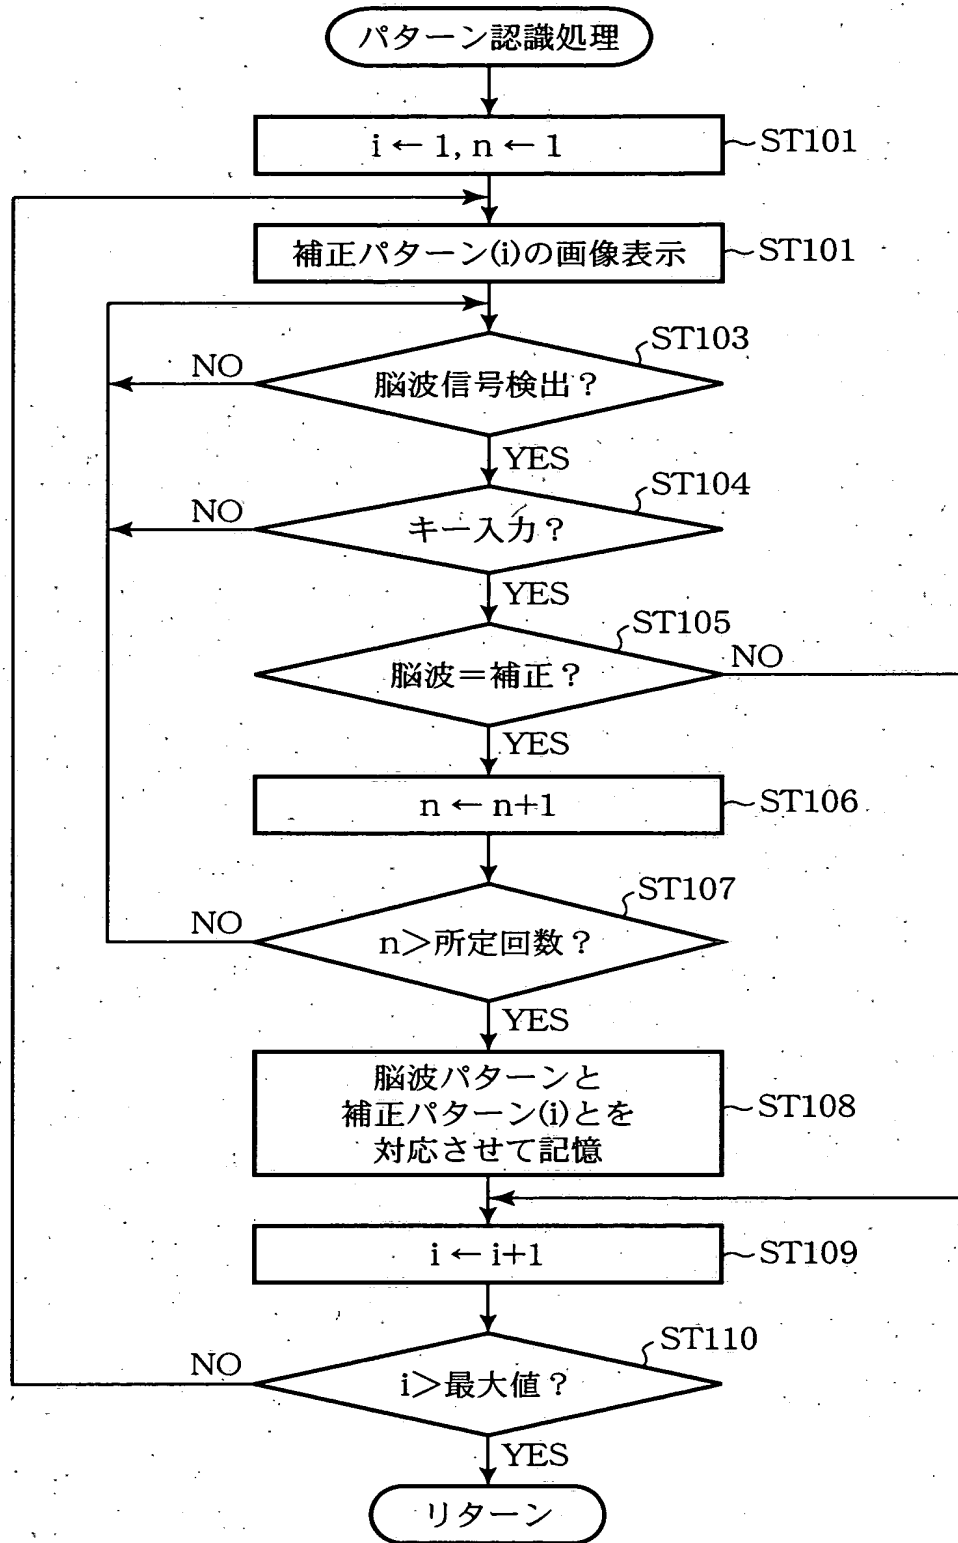 パターン認識処理
i ← 1, n ← 1
ST101
補正パターン(i)の画像表示
ST101
ST103
NO
脳波信号検出？
YES
ST104
NO
キー入力？
YES
ST105
脳波＝補正？
NO
YES
n ← n+1
ST106
ST107
NO
n＞所定回数？
YES
脳波パターンと
補正パターン(i)とを
対応させて記憶
ST108
i ← i+1
ST109
ST110
NO
i＞最大値？
YES
リターン